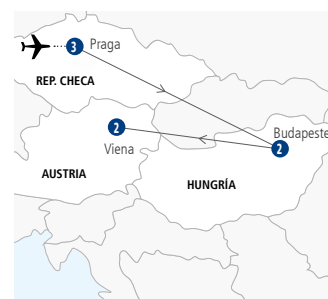 3 Praga
REP. CHECA
2
Viena
Budapeste
2
AUSTRIA
HUNGRÍA